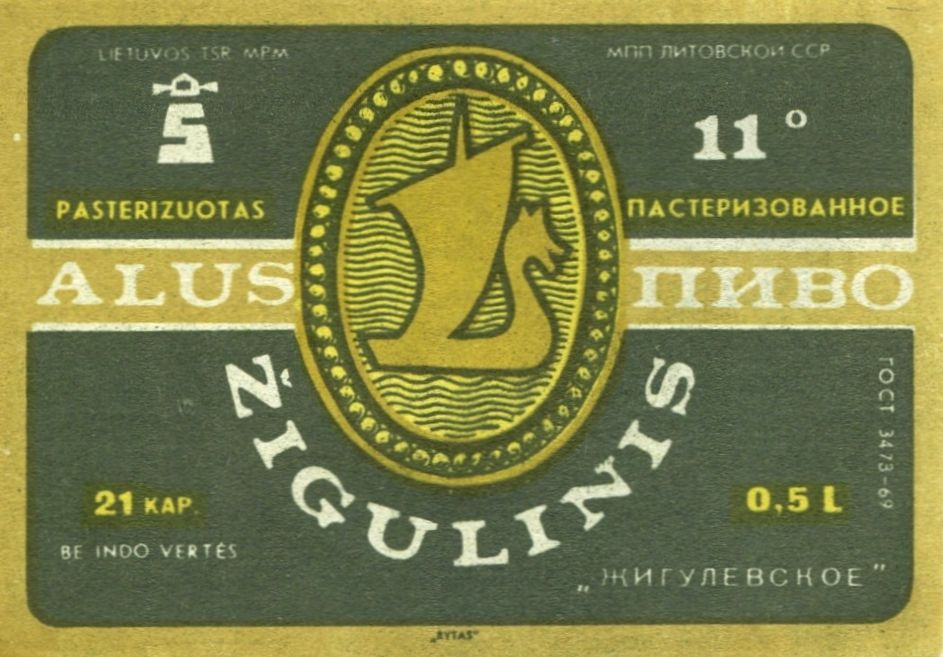 LIETUVOS TSR MPM
МПП ЛИТОВСКОЙ ССР
Š
11°
PASTERIZUOTAS
ПАСТЕРИЗОВАННОЕ
ALUS
ПИВО
ŽIGULINIS
ГОСТ 3473-69
21 KAP.
0,5 L
BE INDO VERTĖS
„ЖИГУЛЕВСКОЕ”
„RYTAS”